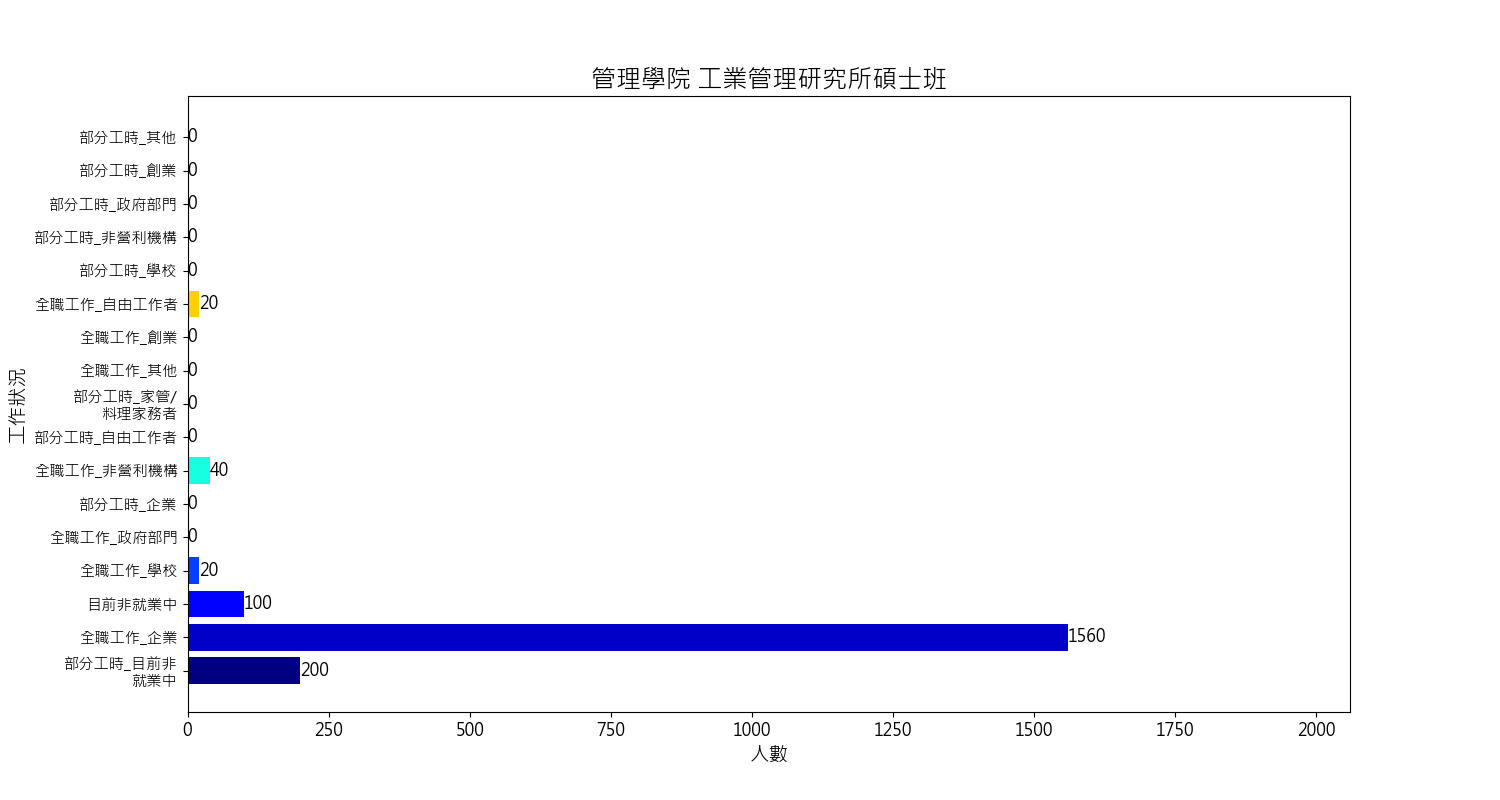 管理學院 工業管理研究所碩士班
部分工時_其他
0
部分工時_創業
0
部分工時_政府部門
0
部分工時_非營利機構
0
部分工時_學校
0
全職工作_自由工作者
20
全職工作_創業
0
全職工作_其他
0
部分工時_家管/
料理家務者
0
部分工時_自由工作者
0
全職工作_非營利機構
40
部分工時_企業
0
全職工作_政府部門
0
全職工作_學校
20
目前非就業中
100
全職工作_企業
1560
部分工時_目前非
就業中
200
工作狀況
0 250 500 750 1000 1250 1500 1750 2000
人數